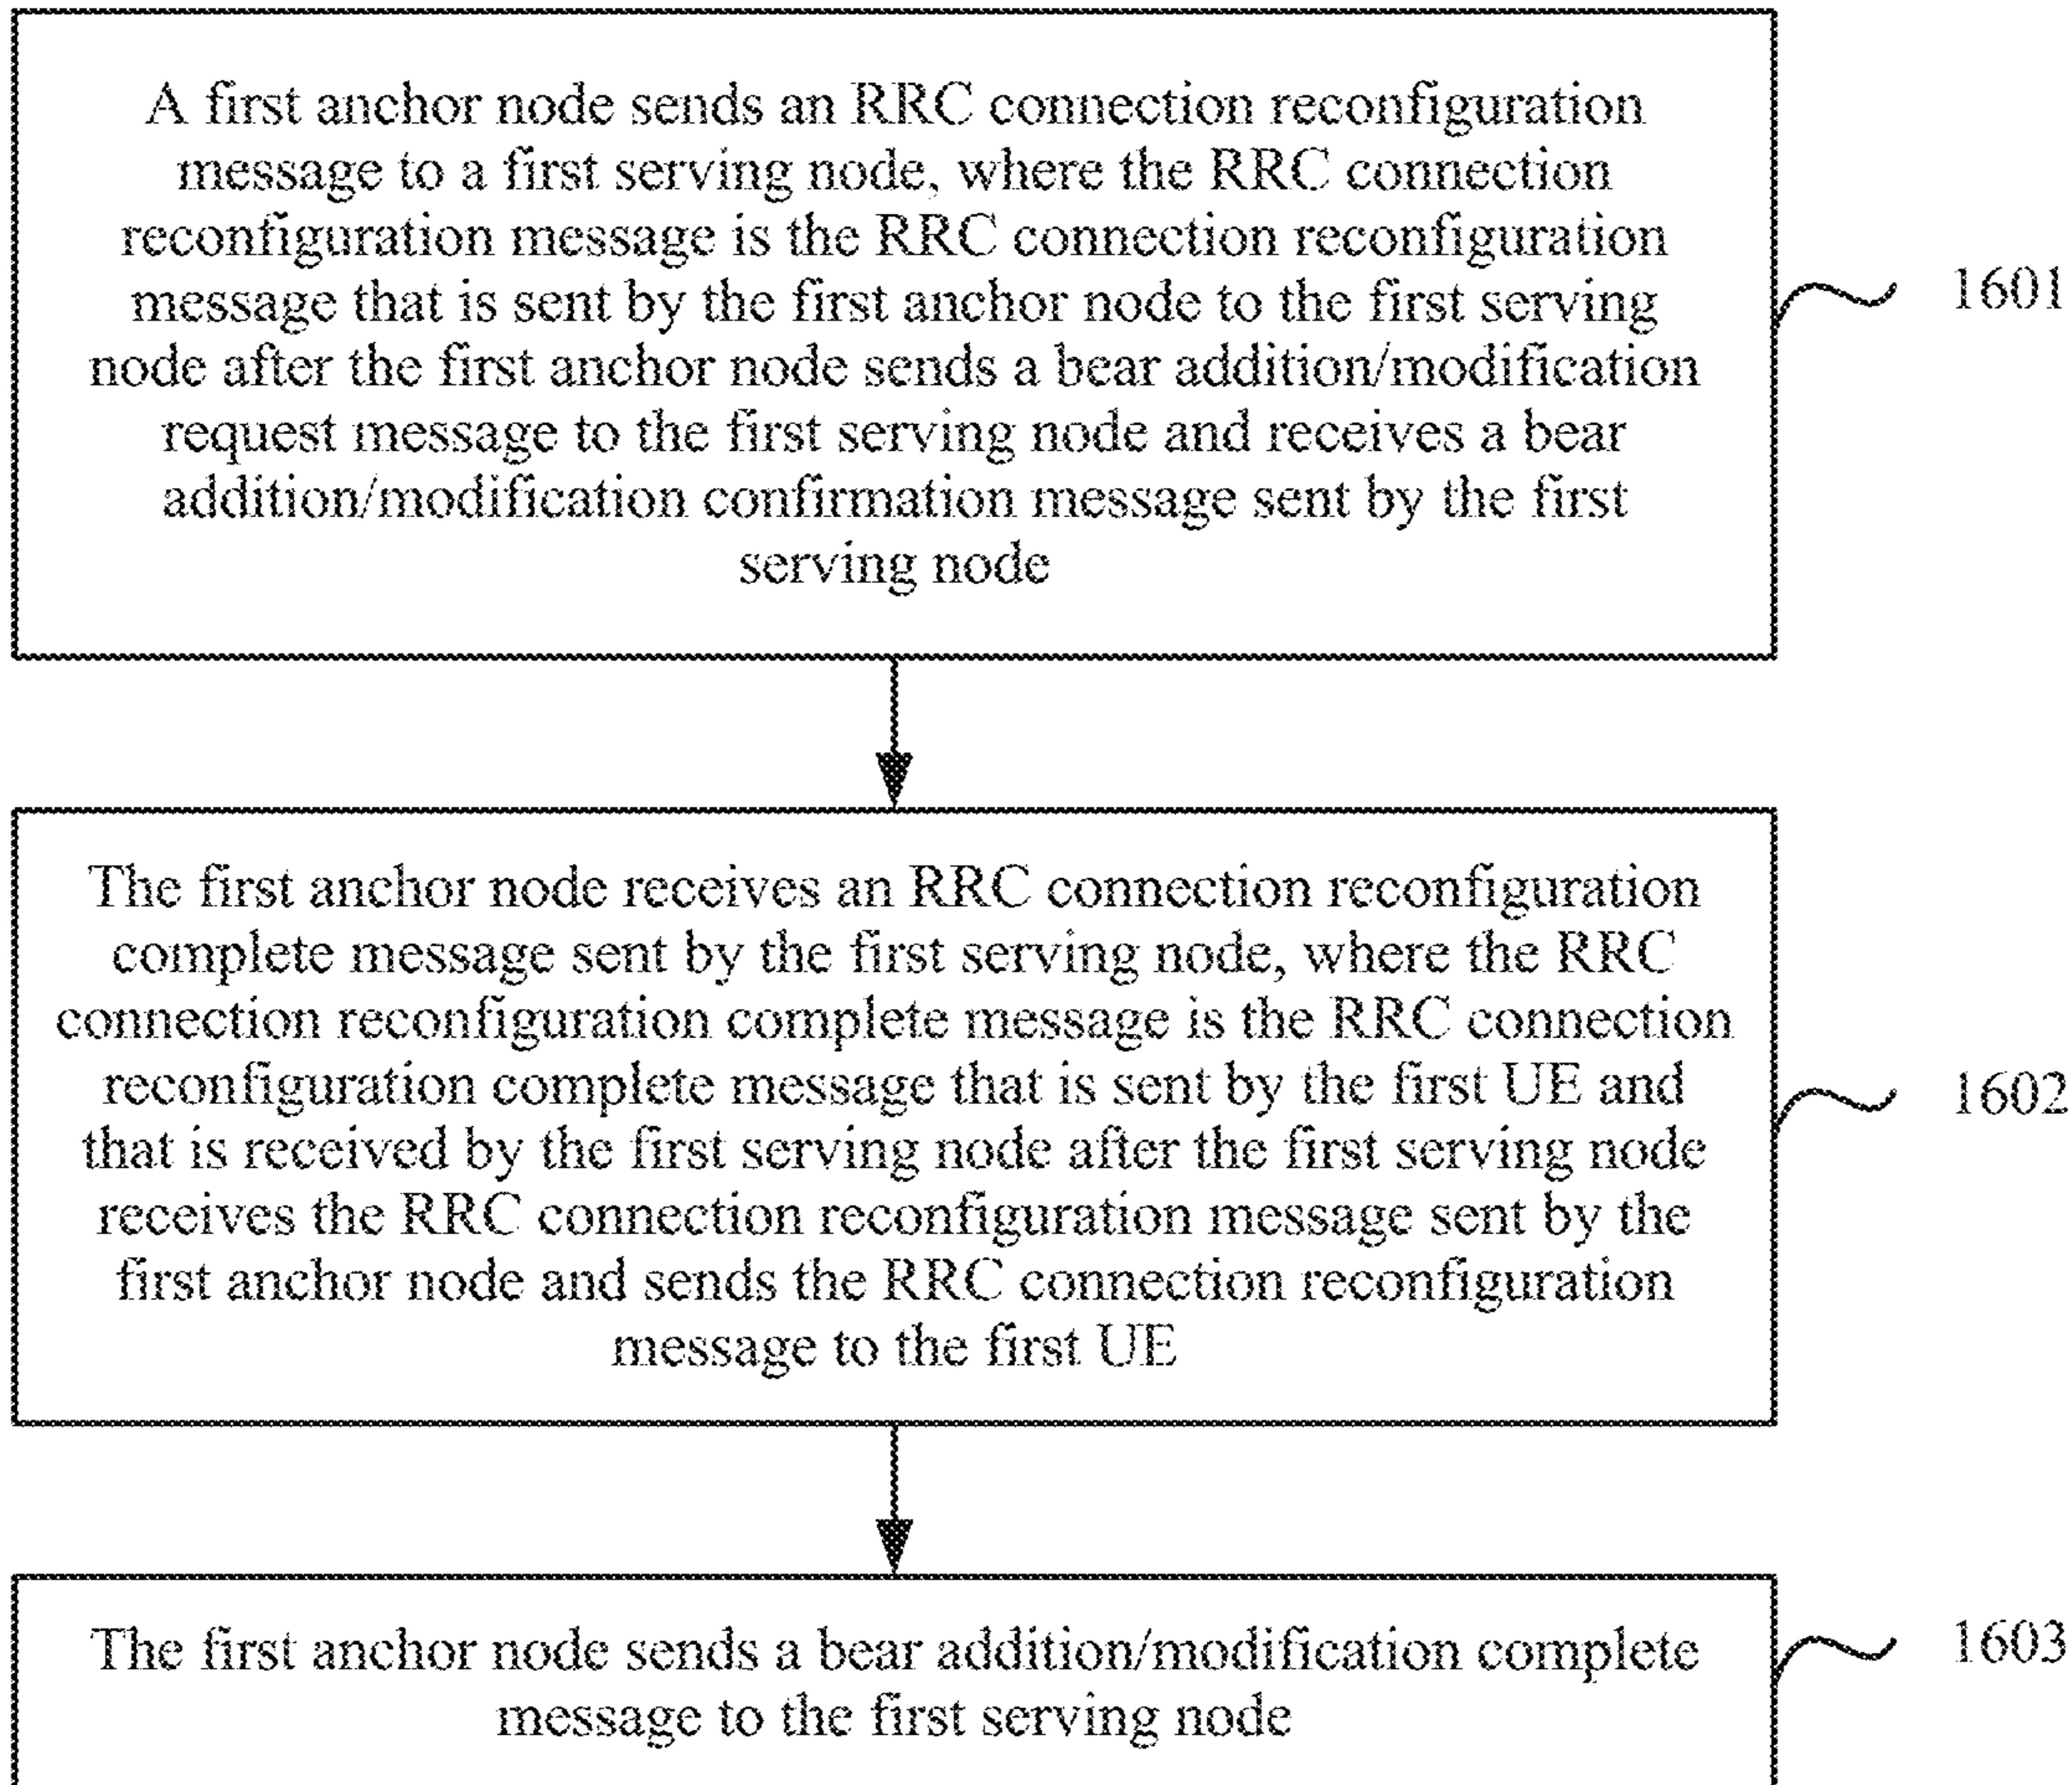 A first anchor node sends an RRC connection reconfiguration
message to a first serving node, where the RRC connection
reconfiguration message is the RRC connection reconfiguration
message that is sent by the first anchor node to the first serving
node after the first anchor node sends a bear addition/modification
request message to the first serving node and receives a bear
addition/modification confirmation message sent by the first
serving node
1601
The first anchor node receives an RRC connection reconfiguration
complete message sent by the first serving node, where the RRC
connection reconfiguration complete message is the RRC connection
reconfiguration complete message that is sent by the first UE and
that is received by the first serving node after the first serving node
receives the RRC connection reconfiguration message sent by the
first anchor node and sends the RRC connection reconfiguration
message to the first UE
1602
The first anchor node sends a bear addition/modification complete
message to the first serving node
1603